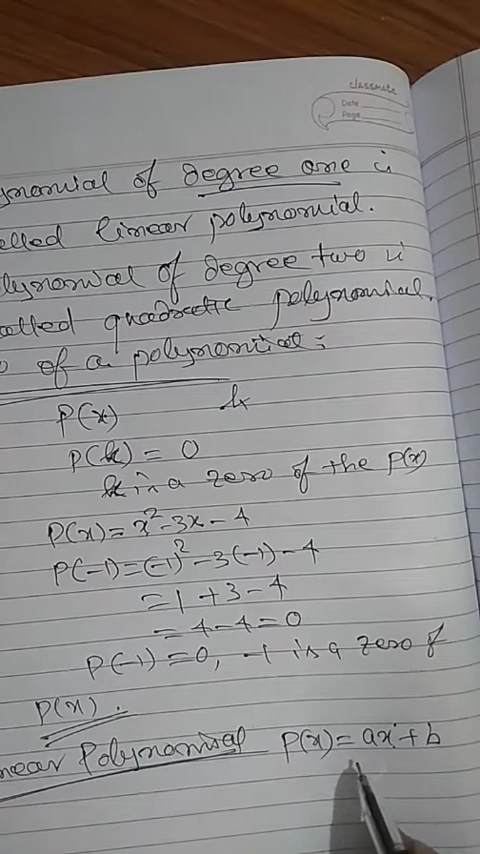 classmate
Date
Page
ynomial of degree one is
alled linear polynomial.
olynomial of degree two is
called quadratic polynomial.
o of a polynomial :
P(x) k
P(k) = 0
k is a zero of the P(x)
P(x) = x² - 3x - 4
P(-1) = (-1)² - 3(-1) - 4
= 1 + 3 - 4
= 4 - 4 = 0
P(-1) = 0, -1 is a zero of
P(x).
near Polynomial P(x) = ax + b